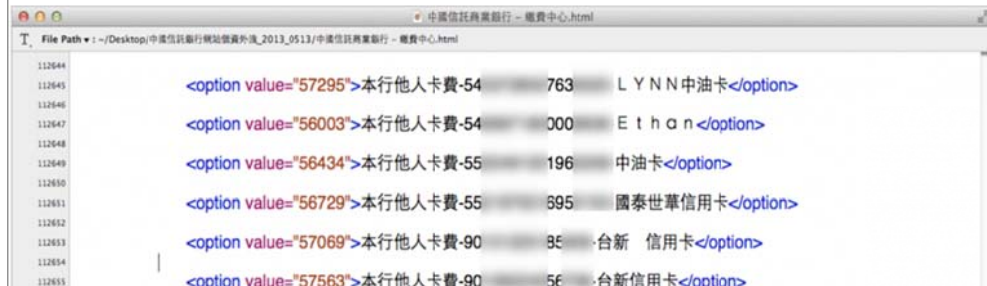 中國信託商業銀行 – 繳費中心.html
File Path ▾ : ~/Desktop/中國信託銀行網站個資外洩_2013_0513/中國信託商業銀行 – 繳費中心.html
112644
112645 <option value="57295">本行他人卡費-54 763 ＬＹＮＮ中油卡</option>
112646
112647 <option value="56003">本行他人卡費-54 000 Ｅｔｈａｎ</option>
112648
112649 <option value="56434">本行他人卡費-55 196 中油卡</option>
112650
112651 <option value="56729">本行他人卡費-55 695 國泰世華信用卡</option>
112652
112653 <option value="57069">本行他人卡費-90 85 -台新　信用卡</option>
112654
112655 <option value="57563">本行他人卡費-90 56 -台新信用卡</option>